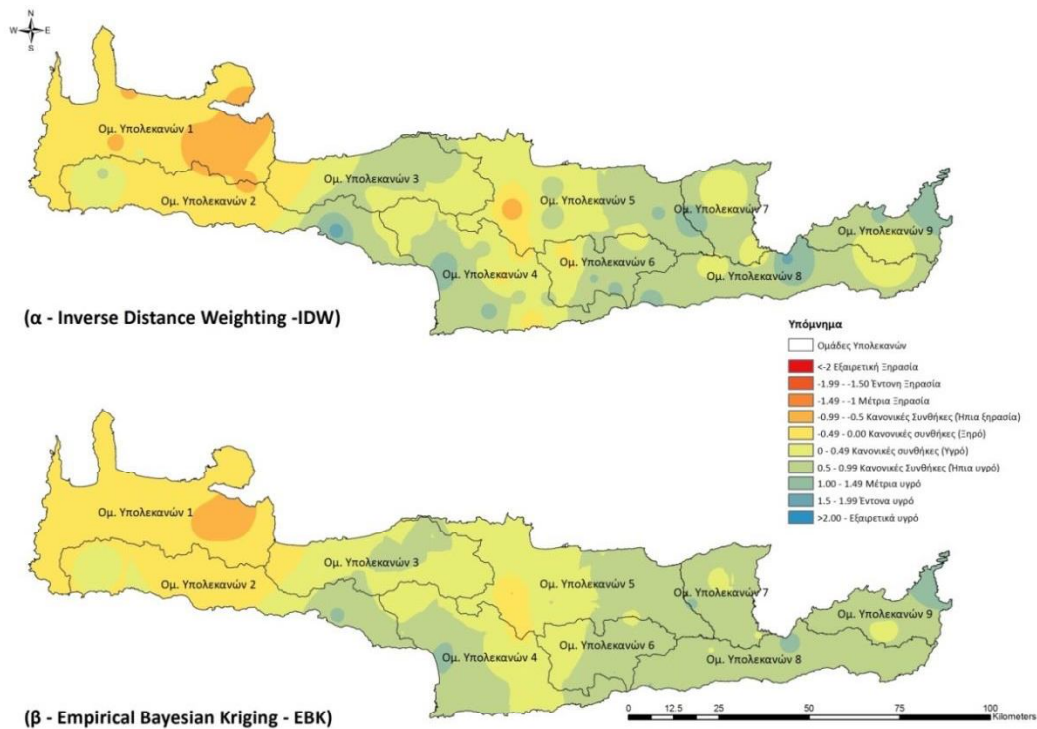 N
W E
S
Ομ. Υπολεκανών 1
Ομ. Υπολεκανών 2
Ομ. Υπολεκανών 3
Ομ. Υπολεκανών 4
Ομ. Υπολεκανών 5
Ομ. Υπολεκανών 6
Ομ. Υπολεκανών 7
Ομ. Υπολεκανών 8
Ομ. Υπολεκανών 9
(α - Inverse Distance Weighting -IDW)
Υπόμνημα
Ομάδες Υπολεκανών
<-2 Εξαιρετική Ξηρασία
-1.99 - -1.50 Έντονη Ξηρασία
-1.49 - -1 Μέτρια Ξηρασία
-0.99 - -0.5 Κανονικές Συνθήκες (Ήπια ξηρασία)
-0.49 - 0.00 Κανονικές συνθήκες (Ξηρό)
0 - 0.49 Κανονικές συνθήκες (Υγρό)
0.5 - 0.99 Κανονικές Συνθήκες (Ήπια υγρό)
1.00 - 1.49 Μέτρια υγρό
1.5 - 1.99 Έντονα υγρό
>2.00 - Εξαιρετικά υγρό
Ομ. Υπολεκανών 1
Ομ. Υπολεκανών 2
Ομ. Υπολεκανών 3
Ομ. Υπολεκανών 4
Ομ. Υπολεκανών 5
Ομ. Υπολεκανών 6
Ομ. Υπολεκανών 7
Ομ. Υπολεκανών 8
Ομ. Υπολεκανών 9
(β - Empirical Bayesian Kriging - EBK)
0 12.5 25 50 75 100
Kilometers